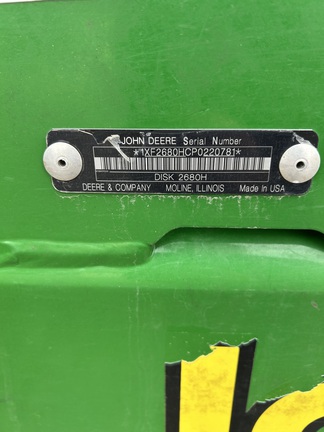 JOHN DEERE Serial Number
*1XF2680HCP0220781*
DISK 2680H
DEERE & COMPANY MOLINE, ILLINOIS Made In USA